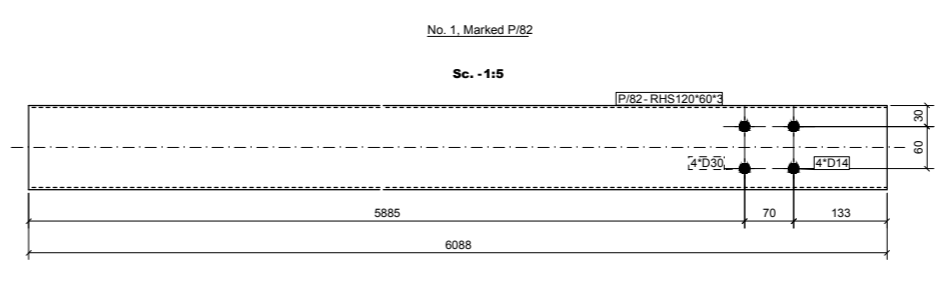 No. 1, Marked P/82
Sc. -1:5
P/82- RHS120*60*3
30
60
4*D30
4*D14
5885
70
133
6088